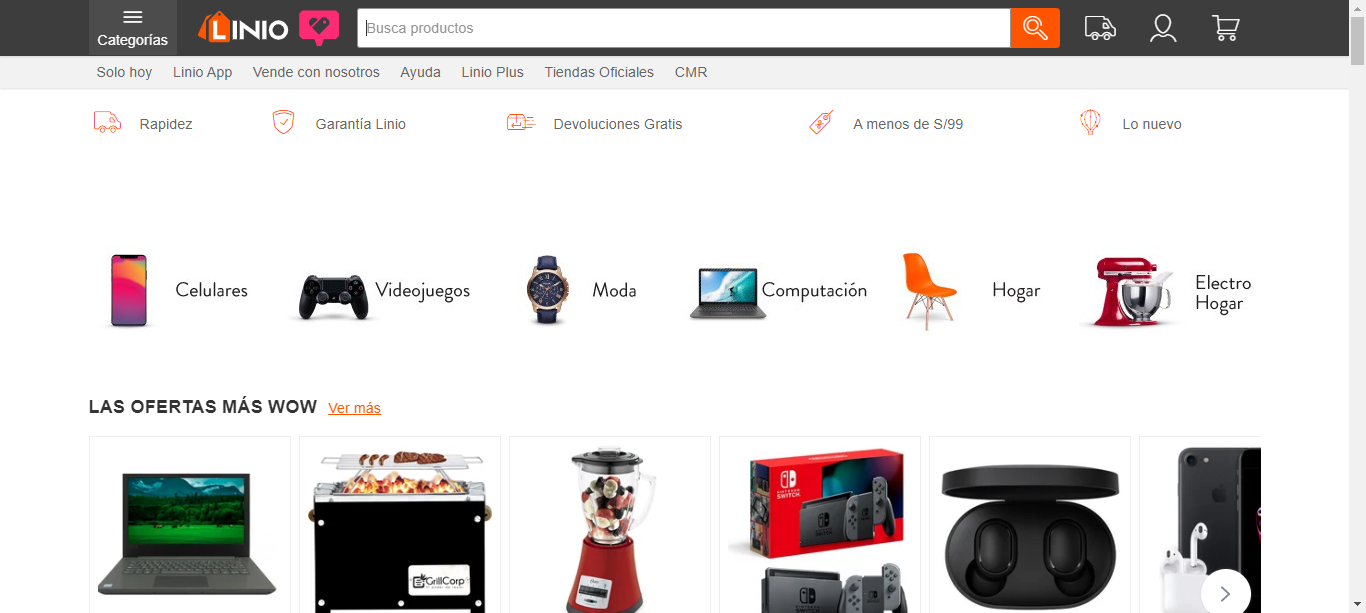 Categorías
LINIO
Busca productos
Solo hoy
Linio App
Vende con nosotros
Ayuda
Linio Plus
Tiendas Oficiales
CMR
Rapidez
Garantía Linio
Devoluciones Gratis
A menos de S/99
Lo nuevo
Celulares
Videojuegos
Moda
Computación
Hogar
Electro
Hogar
LAS OFERTAS MÁS WOW
Ver más
GrillCorp
NINTENDO
SWITCH